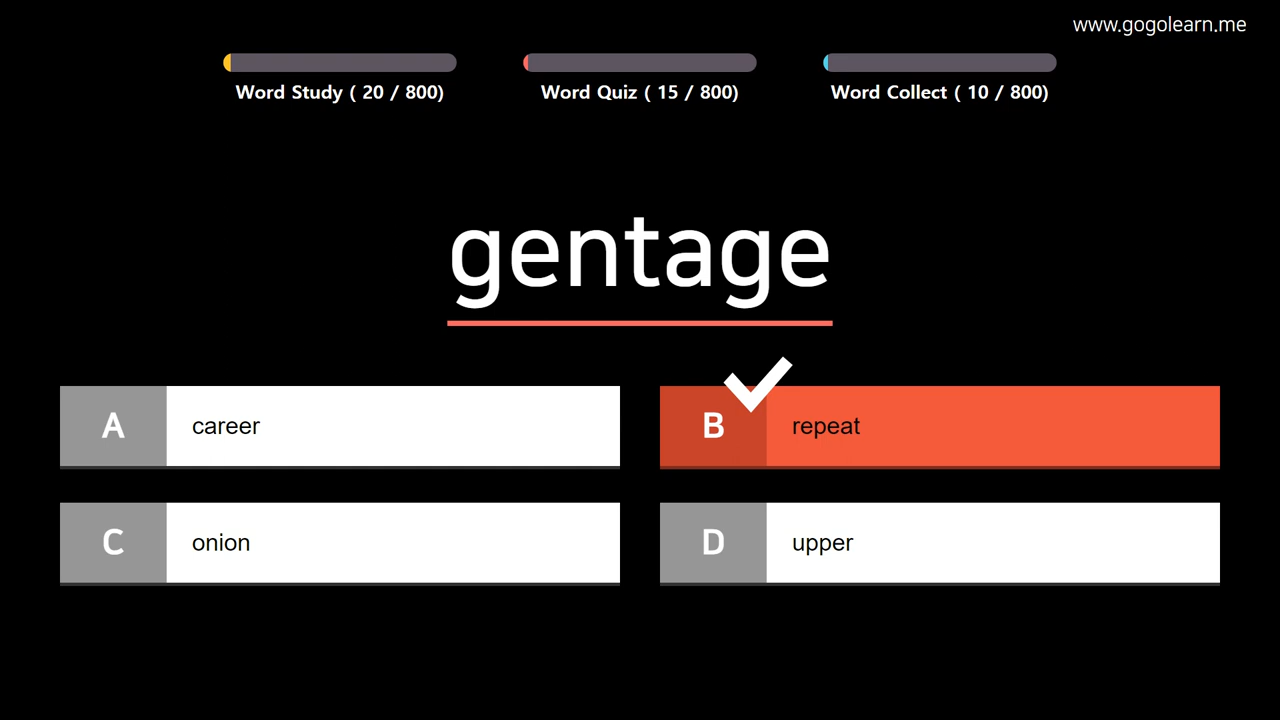 www.gogolearn.me
Word Study ( 20 / 800)
Word Quiz ( 15 / 800)
Word Collect ( 10 / 800)
gentage
A career
B repeat
C onion
D upper